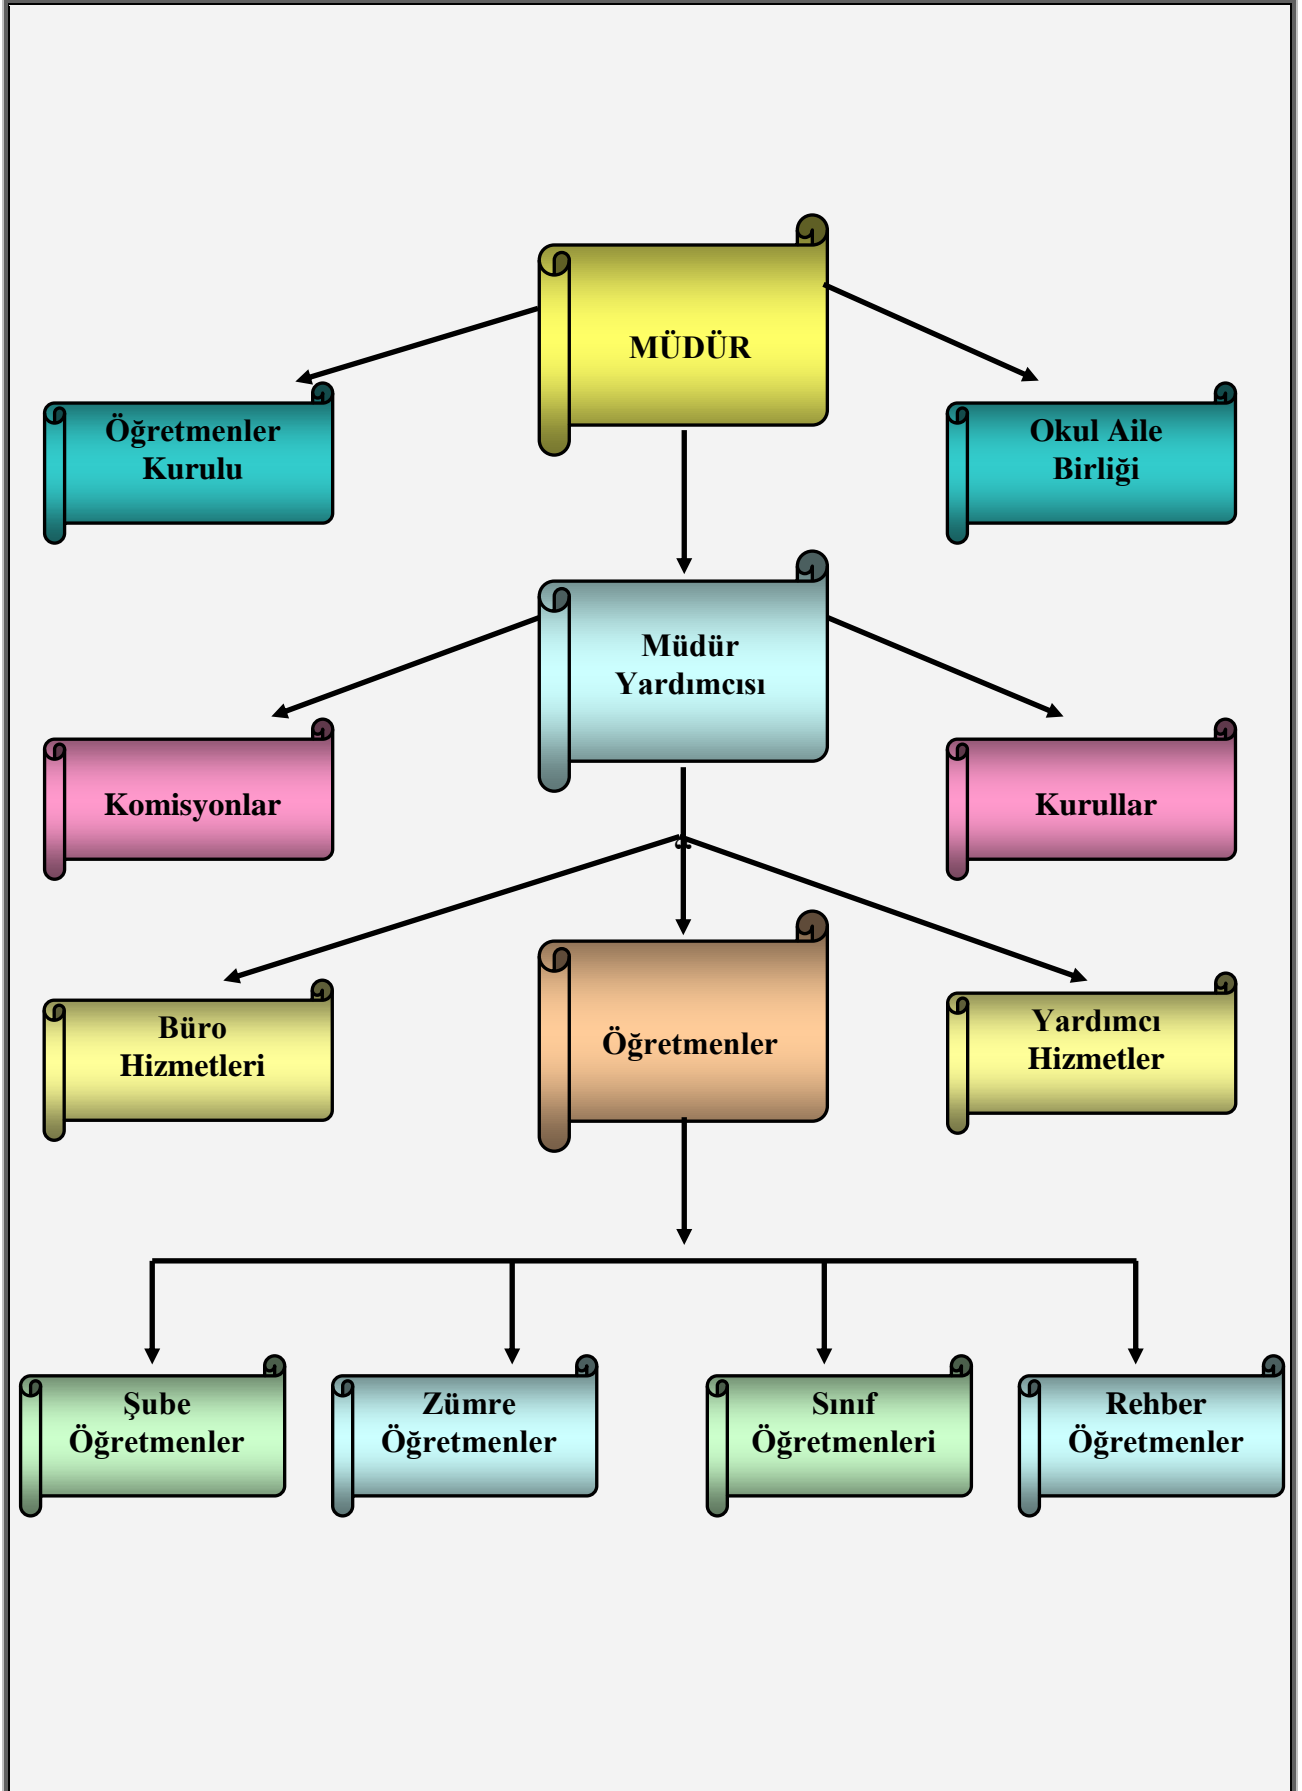 MÜDÜR
Öğretmenler
Kurulu
Okul Aile
Birliği
Müdür
Yardımcısı
Komisyonlar
Kurullar
Büro
Hizmetleri
Öğretmenler
Yardımcı
Hizmetler
Şube
Öğretmenler
Zümre
Öğretmenler
Sınıf
Öğretmenleri
Rehber
Öğretmenler